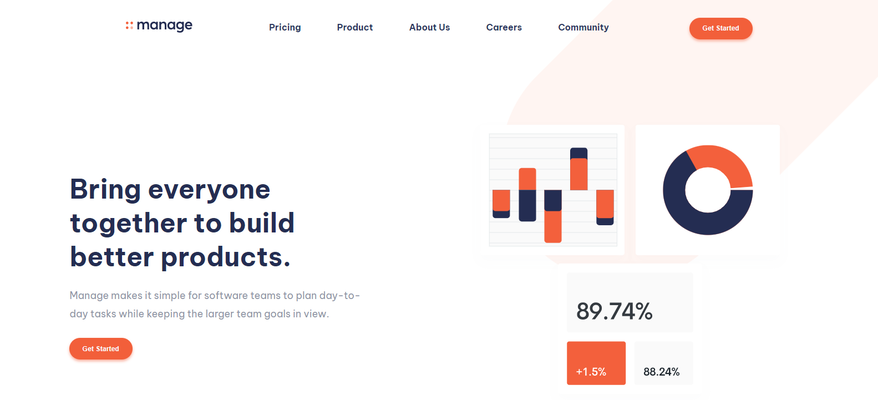 manage
Pricing
Product
About Us
Careers
Community
Get Started
Bring everyone
together to build
better products.
Manage makes it simple for software teams to plan day-to-
day tasks while keeping the larger team goals in view.
Get Started
89.74%
+1.5%
88.24%